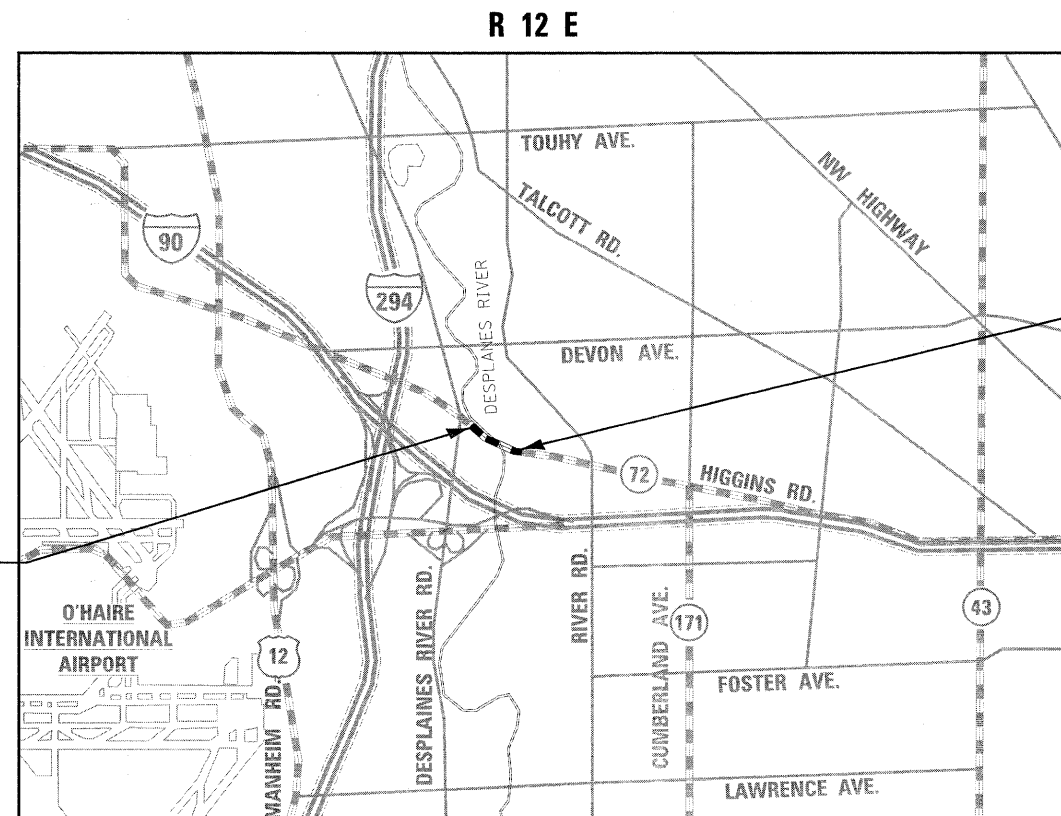 R 12 E
TOUHY AVE.
NW HIGHWAY
TALCOTT RD.
90
294
DESPLANES RIVER
DEVON AVE.
72
HIGGINS RD.
O'HAIRE
INTERNATIONAL
AIRPORT
12
MANHEIM RD.
DESPLAINES RIVER RD.
RIVER RD.
CUMBERLAND AVE.
171
43
FOSTER AVE.
LAWRENCE AVE.